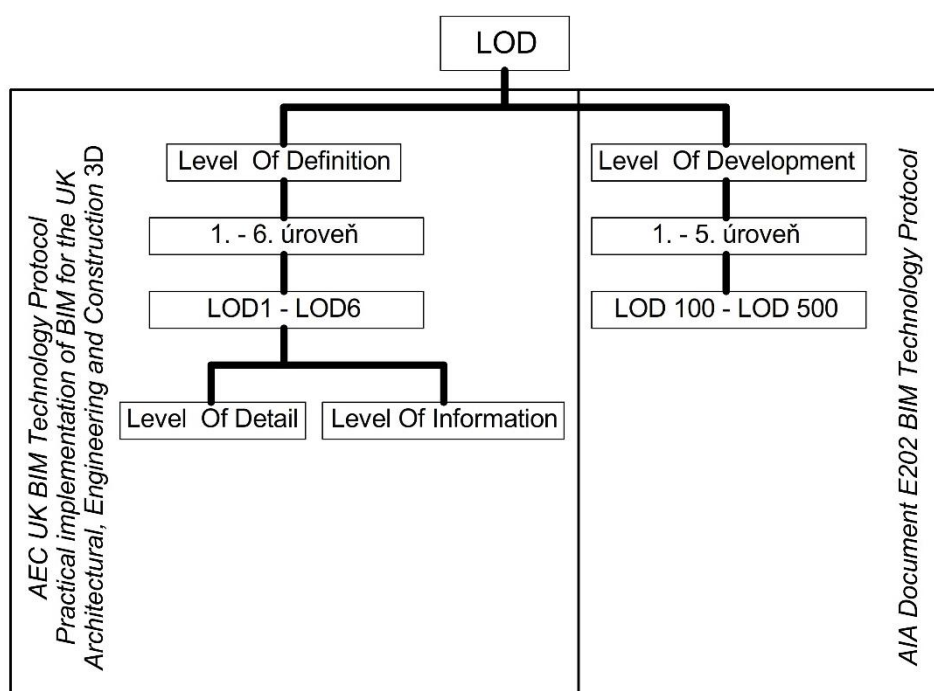 LOD
AEC UK BIM Technology Protocol
Practical implementation of BIM for the UK
Architectural, Engineering and Construction 3D
Level Of Definition
1. - 6. úroveň
LOD1 - LOD6
Level Of Detail
Level Of Information
Level Of Development
1. - 5. úroveň
LOD 100 - LOD 500
AIA Document E202 BIM Technology Protocol